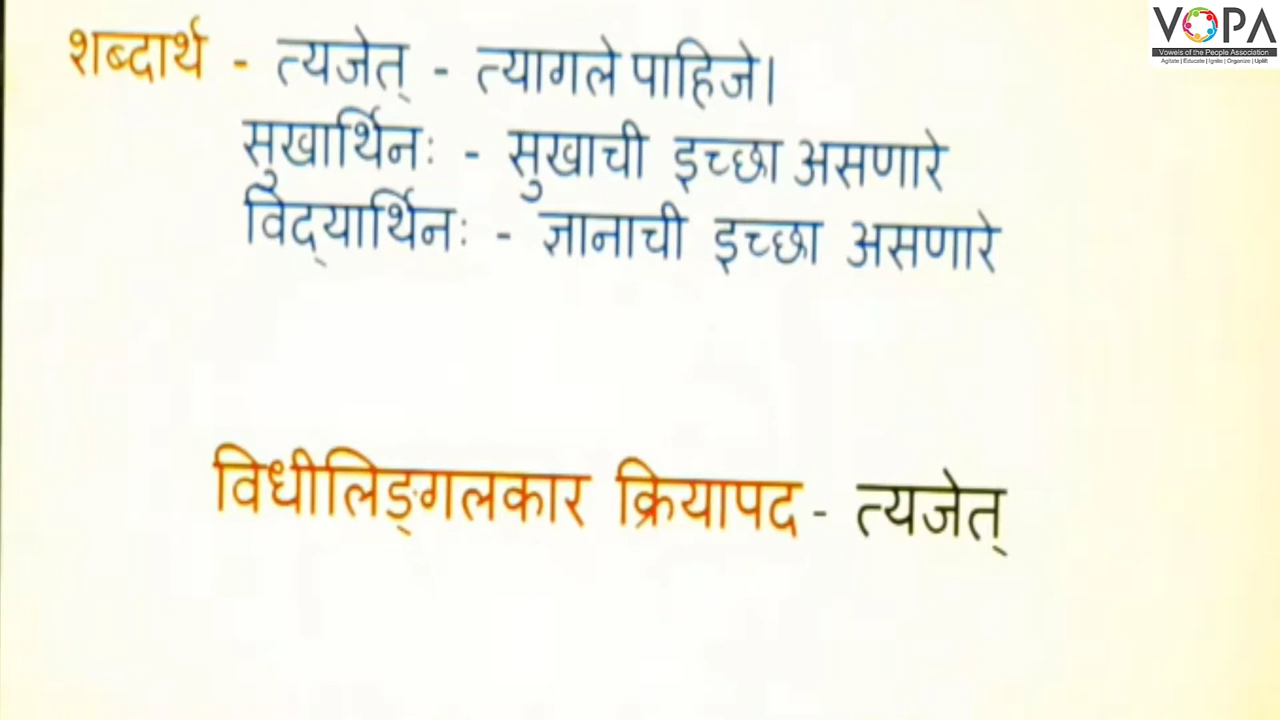 VOPA
Vowels of the People Association
Agitate | Educate | Ignite | Organize | Uplift
शब्दार्थ - त्यजेत् - त्यागले पाहिजे।
सुखार्थिनः - सुखाची इच्छा असणारे
विद्‌यार्थिनः - ज्ञानाची इच्छा असणारे
विधीलिङ्गलकार क्रियापद - त्यजेत्